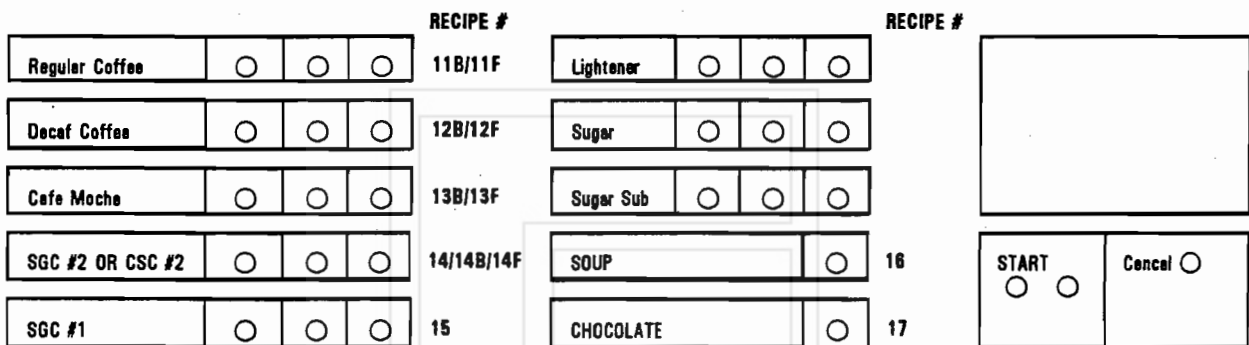 RECIPE # RECIPE #
Regular Coffee 11B/11F Lightener
Decaf Coffee 12B/12F Sugar
Cafe Mocha 13B/13F Sugar Sub
SGC #2 OR CSC #2 14/14B/14F SOUP 16 START Cancel
SGC #1 15 CHOCOLATE 17